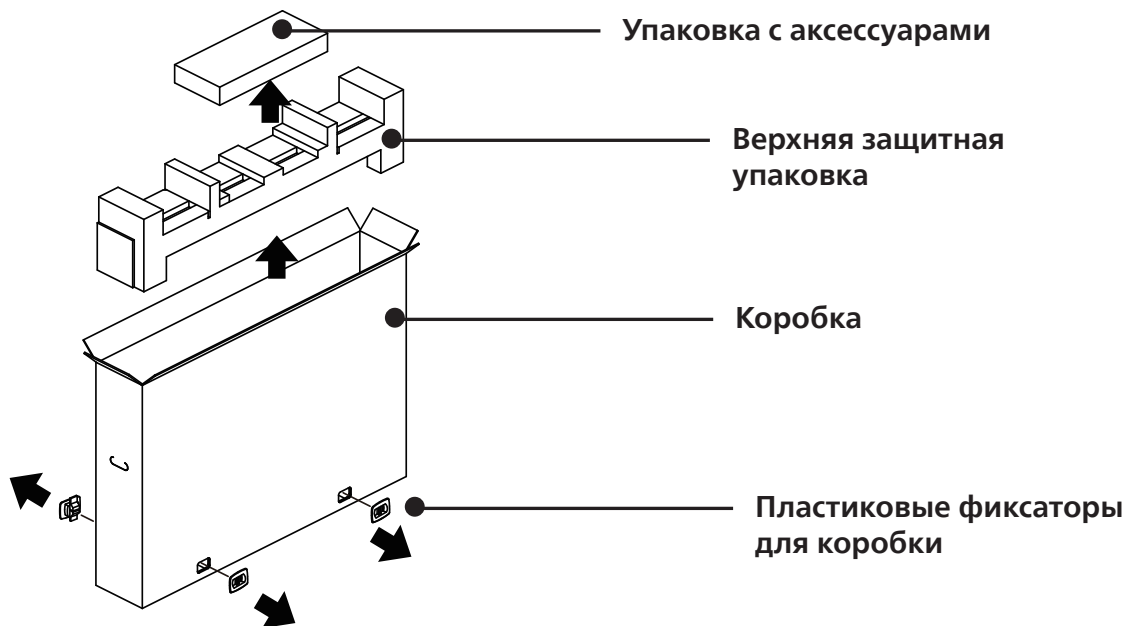 Упаковка с аксессуарами
Верхняя защитная
упаковка
Коробка
Пластиковые фиксаторы
для коробки